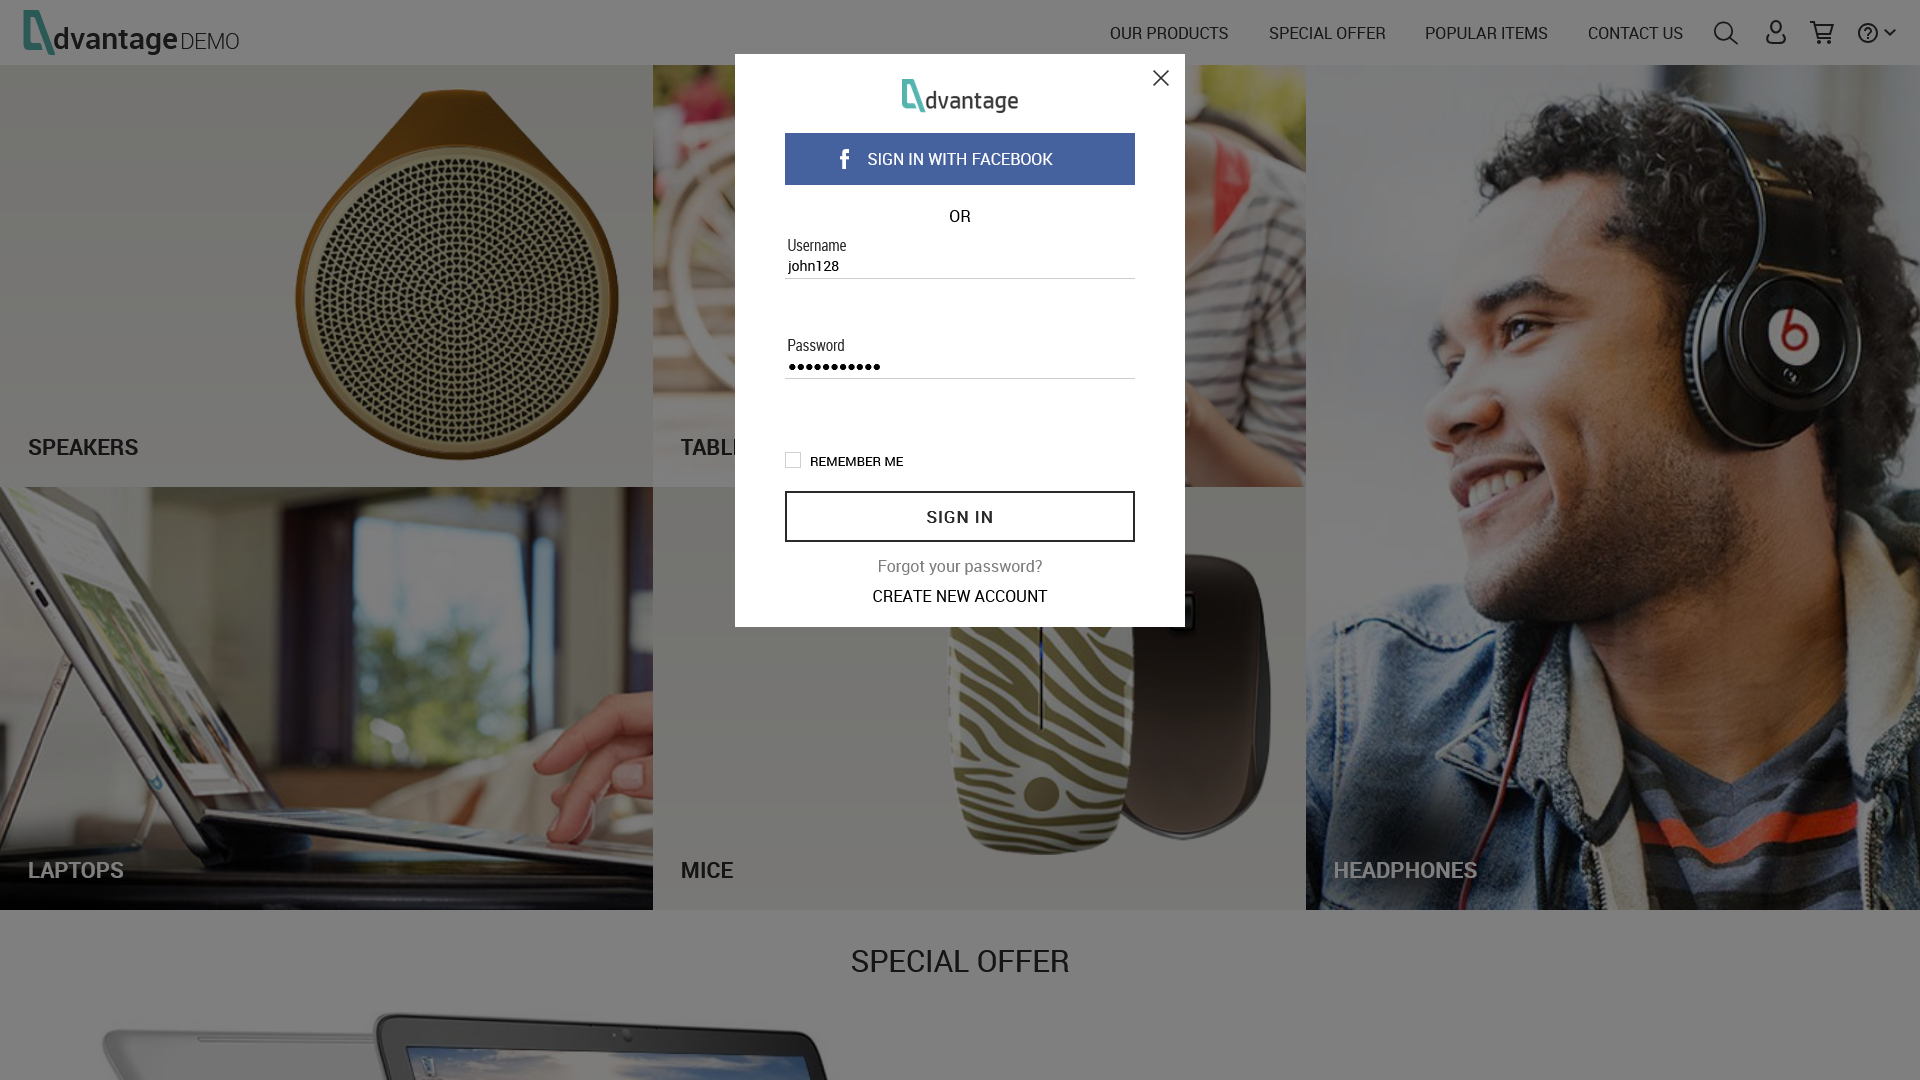 dvantage DEMO
OUR PRODUCTS SPECIAL OFFER POPULAR ITEMS CONTACT US
dvantage
SIGN IN WITH FACEBOOK
OR
Username
john128
Password
REMEMBER ME
SIGN IN
Forgot your password?
CREATE NEW ACCOUNT
SPEAKERS
TABL
LAPTOPS
MICE
HEADPHONES
SPECIAL OFFER